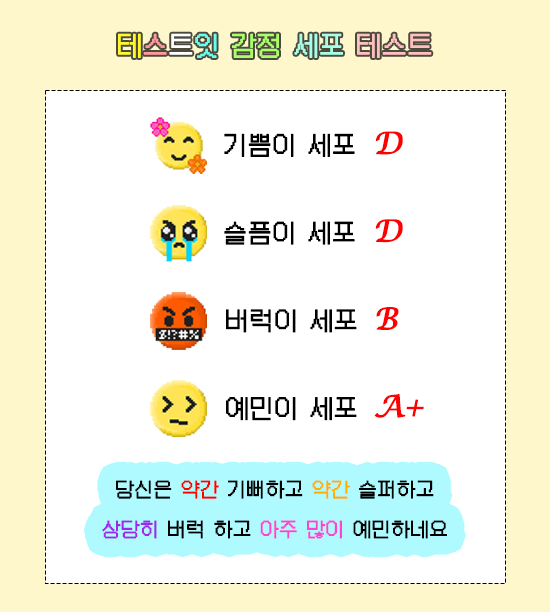 테스트잇 감정 세포 테스트
기쁨이 세포 D
슬픔이 세포 D
$!?#%
버럭이 세포 B
예민이 세포 A+
당신은 약간 기뻐하고 약간 슬퍼하고
상당히 버럭 하고 아주 많이 예민하네요